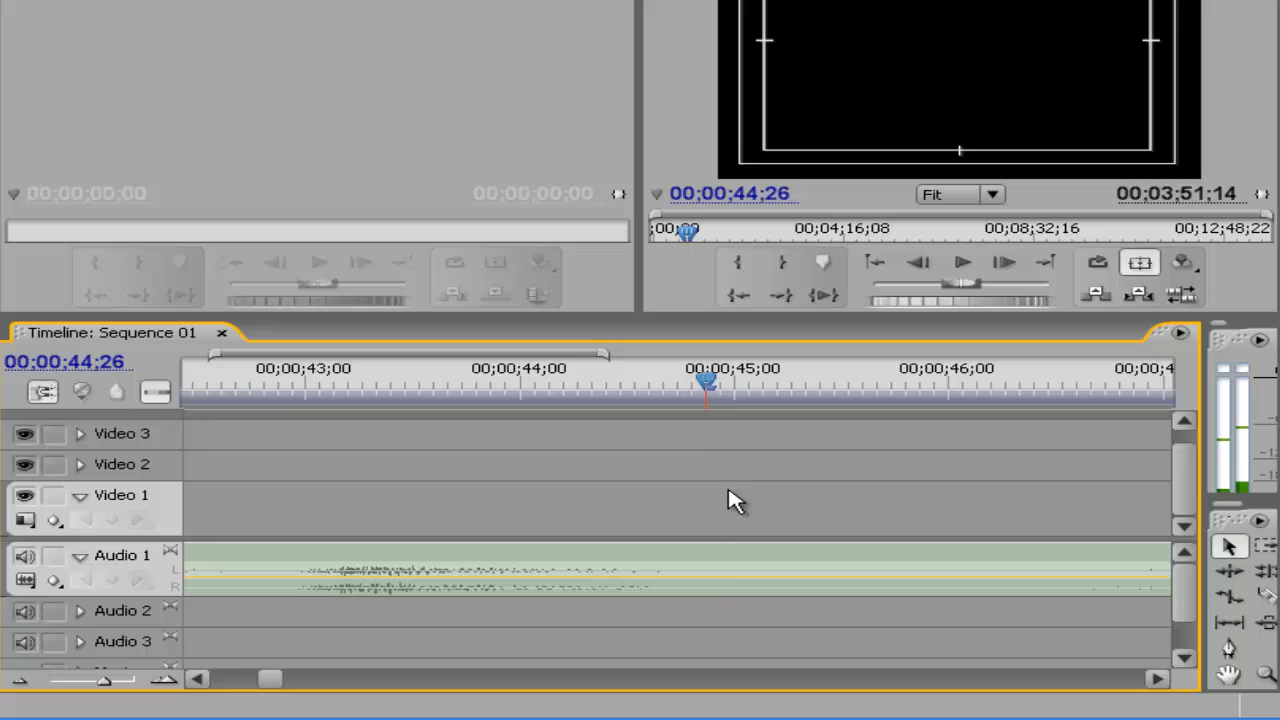 00;00;00;00
00;00;00;00
00;00;44;26
Fit
00;03;51;14
;00;00
00;04;16;08
00;08;32;16
00;12;48;22
Timeline: Sequence 01 ×
00;00;44;26
00;00;43;00
00;00;44;00
00;00;45;00
00;00;46;00
00;00;4
Video 3
Video 2
Video 1
Audio 1
L
R
Audio 2
Audio 3